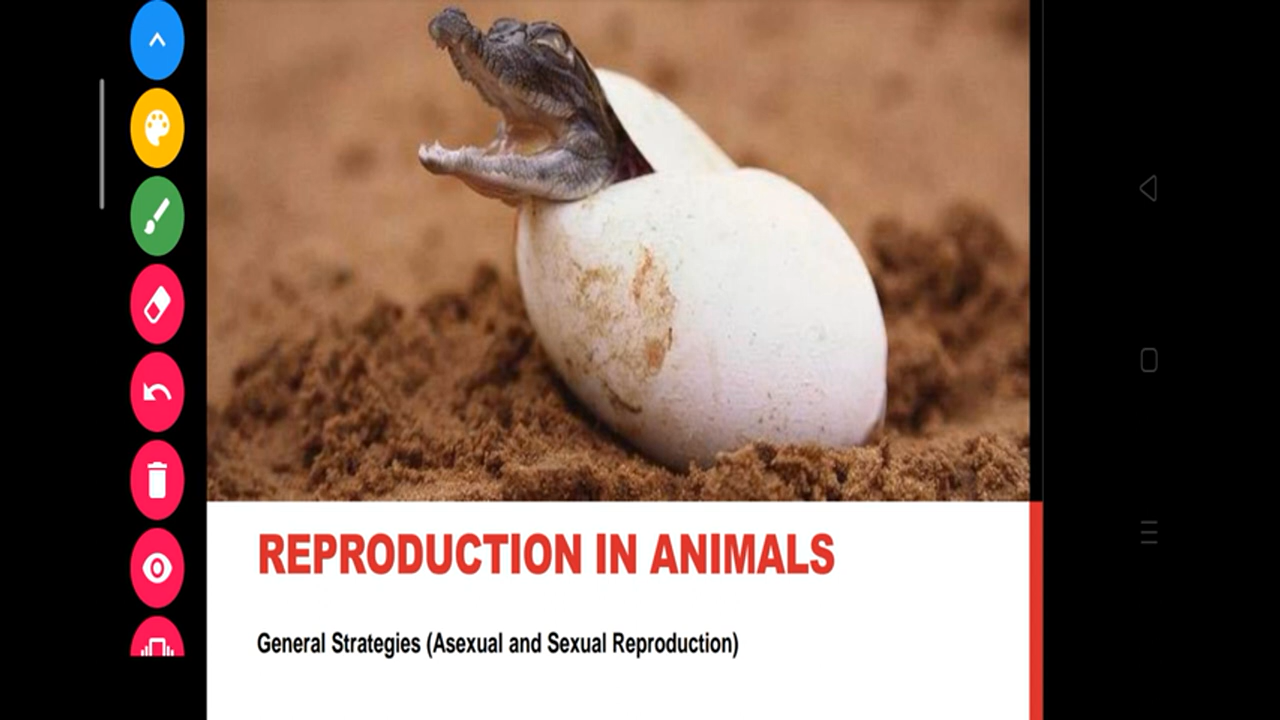 REPRODUCTION IN ANIMALS
General Strategies (Asexual and Sexual Reproduction)